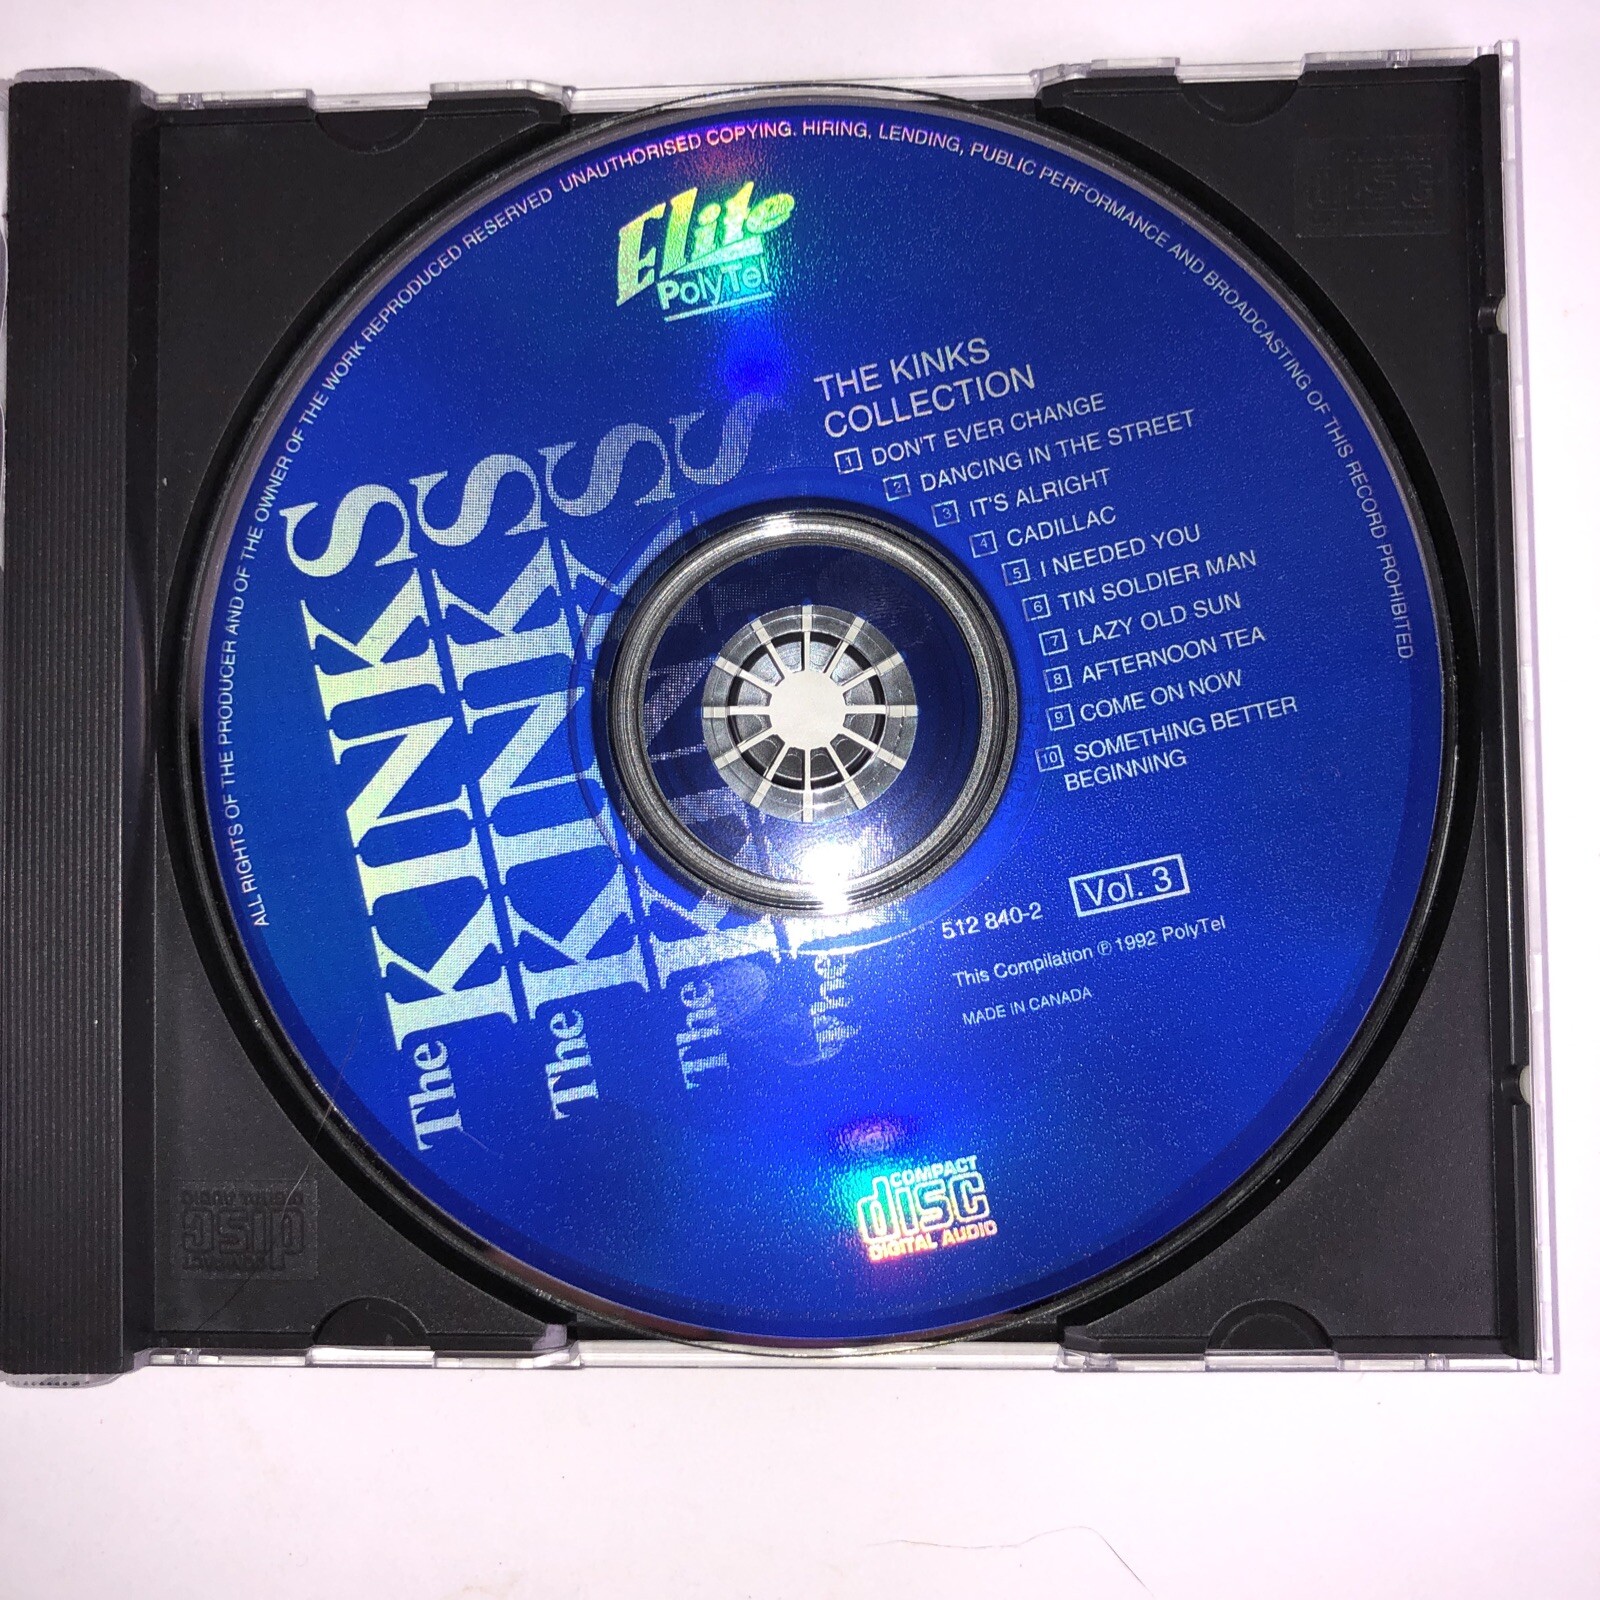 ALL RIGHTS OF THE PRODUCER AND OF THE OWNER OF THE WORK REPRODUCED RESERVED UNAUTHORISED COPYING. HIRING, LENDING, PUBLIC PERFORMANCE AND BROADCASTING OF THIS RECORD PROHIBITED.
Elite
PolyTel
THE KINKS
COLLECTION
1 DON'T EVER CHANGE
2 DANCING IN THE STREET
3 IT'S ALRIGHT
4 CADILLAC
5 I NEEDED YOU
6 TIN SOLDIER MAN
7 LAZY OLD SUN
8 AFTERNOON TEA
9 COME ON NOW
10 SOMETHING BETTER
BEGINNING
The KINKS
The KINKS
The KINKS
512 840-2
Vol. 3
This Compilation ℗ 1992 PolyTel
MADE IN CANADA
COMPACT
disc
DIGITAL AUDIO
disc